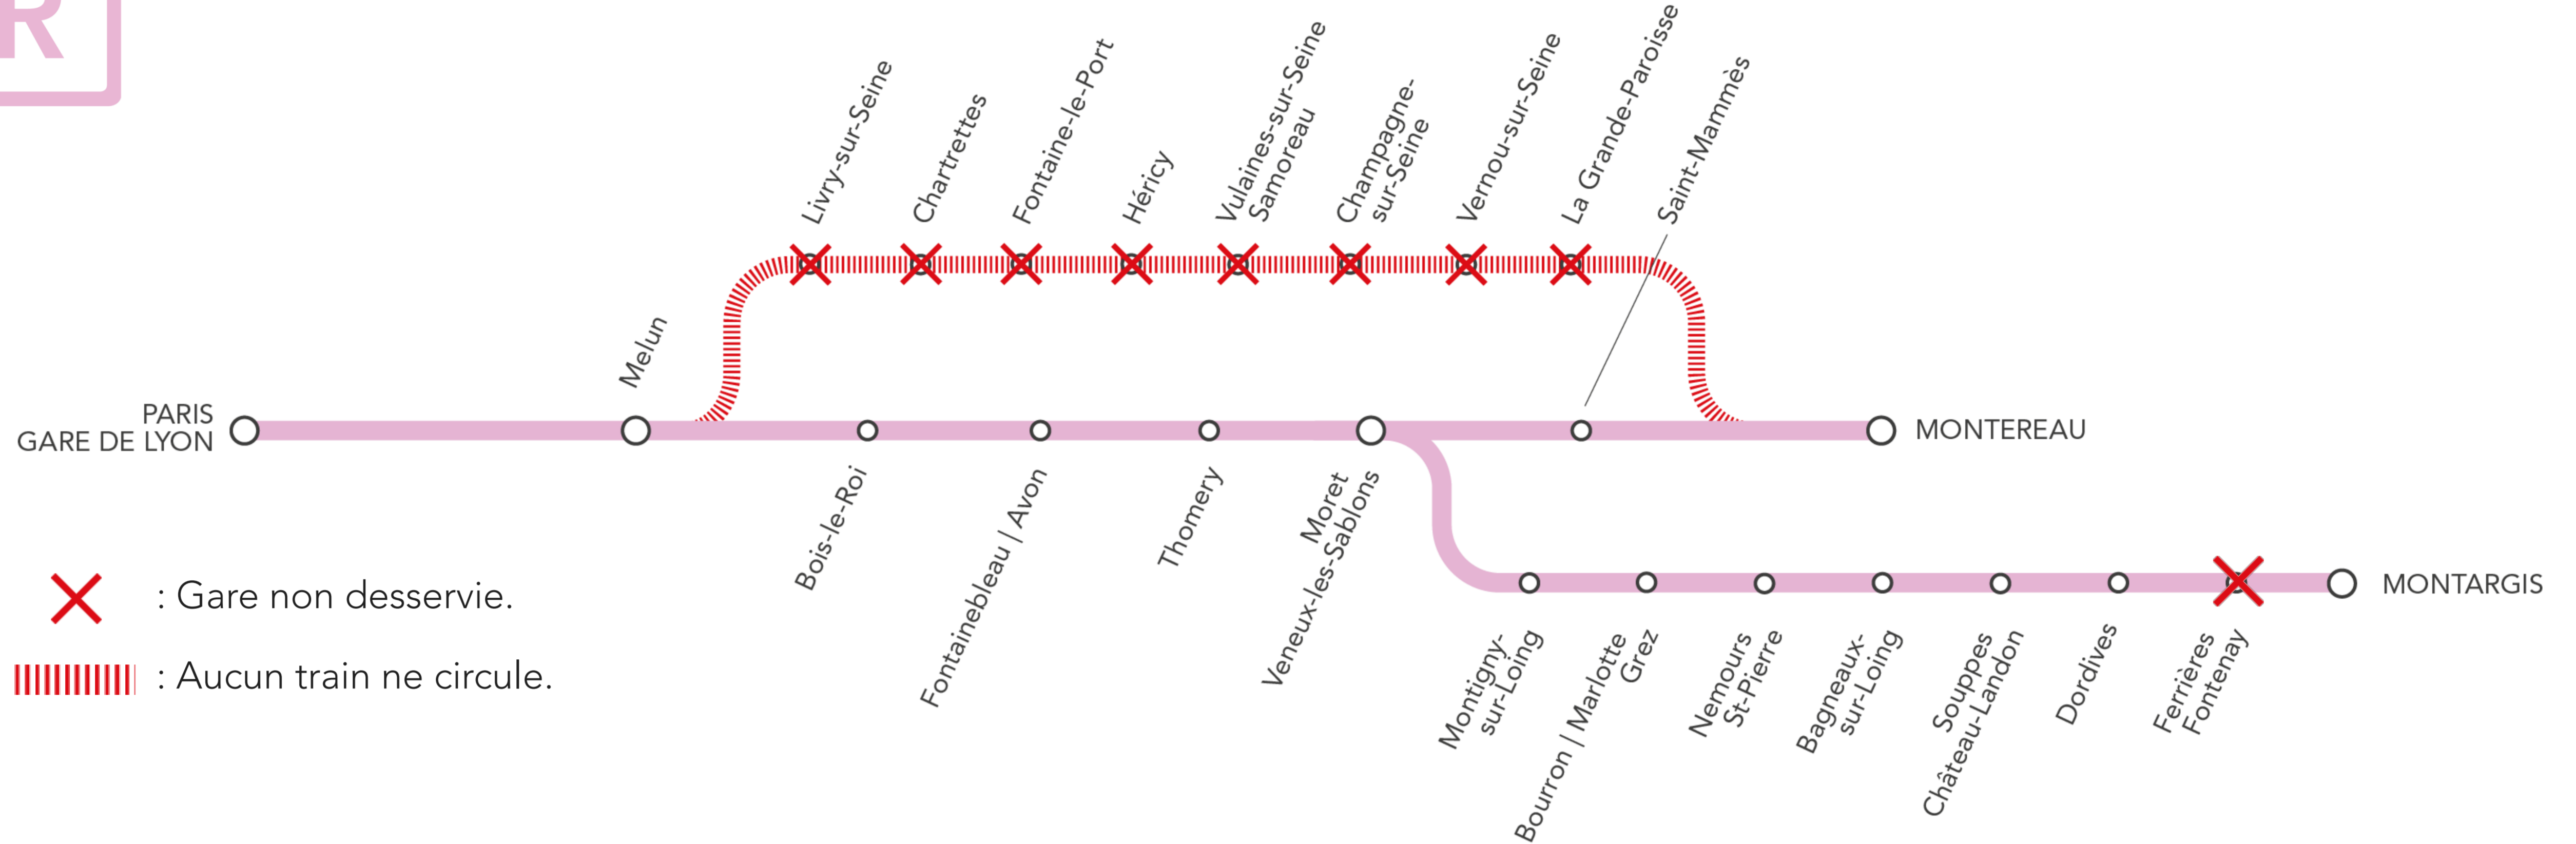 R
Livry-sur-Seine
Chartrettes
Fontaine-le-Port
Héricy
Vulaines-sur-Seine
Samoreau
Champagne-
sur-Seine
Vernou-sur-Seine
La Grande-Paroisse
Saint-Mammès
Melun
PARIS
GARE DE LYON
MONTEREAU
Bois-le-Roi
Fontainebleau | Avon
Thomery
Moret
Veneux-les-Sablons
MONTARGIS
Montigny-
sur-Loing
Bourron | Marlotte
Grez
Nemours
St-Pierre
Bagneaux-
sur-Loing
Souppes
Château-Landon
Dordives
Ferrières
Fontenay
: Gare non desservie.
: Aucun train ne circule.